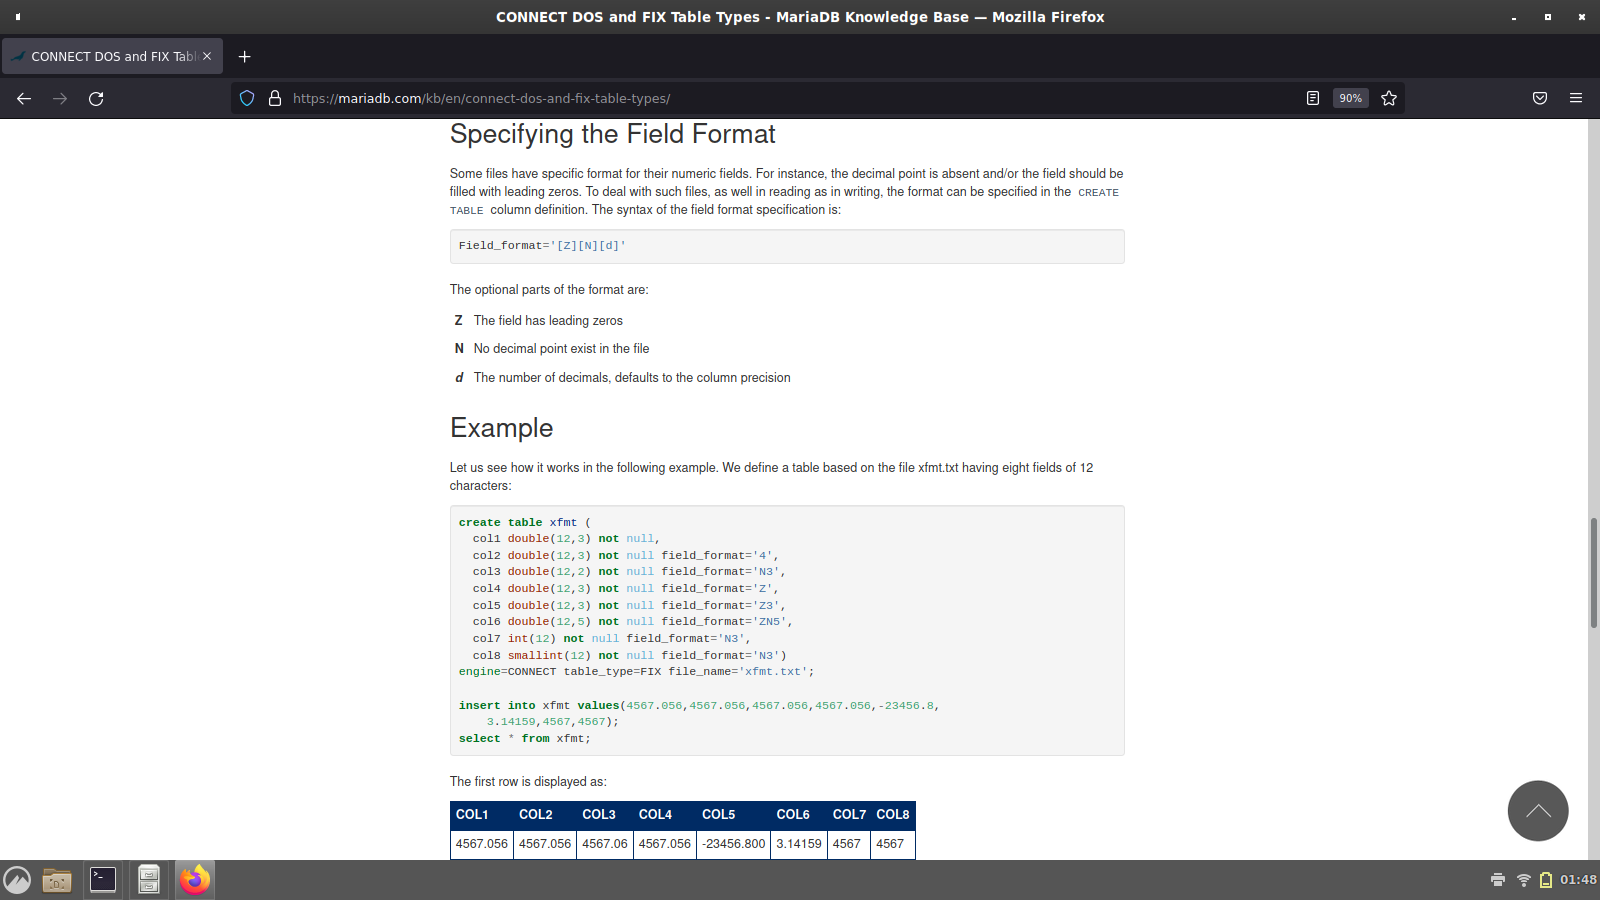 CONNECT DOS and FIX Table Types - MariaDB Knowledge Base — Mozilla Firefox
CONNECT DOS and FIX Tabl
https://mariadb.com/kb/en/connect-dos-and-fix-table-types/
90%
Specifying the Field Format
Some files have specific format for their numeric fields. For instance, the decimal point is absent and/or the field should be
filled with leading zeros. To deal with such files, as well in reading as in writing, the format can be specified in the CREATE
TABLE column definition. The syntax of the field format specification is:
Field_format='[Z][N][d]'
The optional parts of the format are:
Z The field has leading zeros
N No decimal point exist in the file
d The number of decimals, defaults to the column precision
Example
Let us see how it works in the following example. We define a table based on the file xfmt.txt having eight fields of 12
characters:
create table xfmt (
  col1 double(12,3) not null,
  col2 double(12,3) not null field_format='4',
  col3 double(12,2) not null field_format='N3',
  col4 double(12,3) not null field_format='Z',
  col5 double(12,3) not null field_format='Z3',
  col6 double(12,5) not null field_format='ZN5',
  col7 int(12) not null field_format='N3',
  col8 smallint(12) not null field_format='N3')
engine=CONNECT table_type=FIX file_name='xfmt.txt';
insert into xfmt values(4567.056,4567.056,4567.056,4567.056,-23456.8,
    3.14159,4567,4567);
select * from xfmt;
The first row is displayed as:
COL1 COL2 COL3 COL4 COL5 COL6 COL7 COL8
4567.056 4567.056 4567.06 4567.056 -23456.800 3.14159 4567 4567
01:48